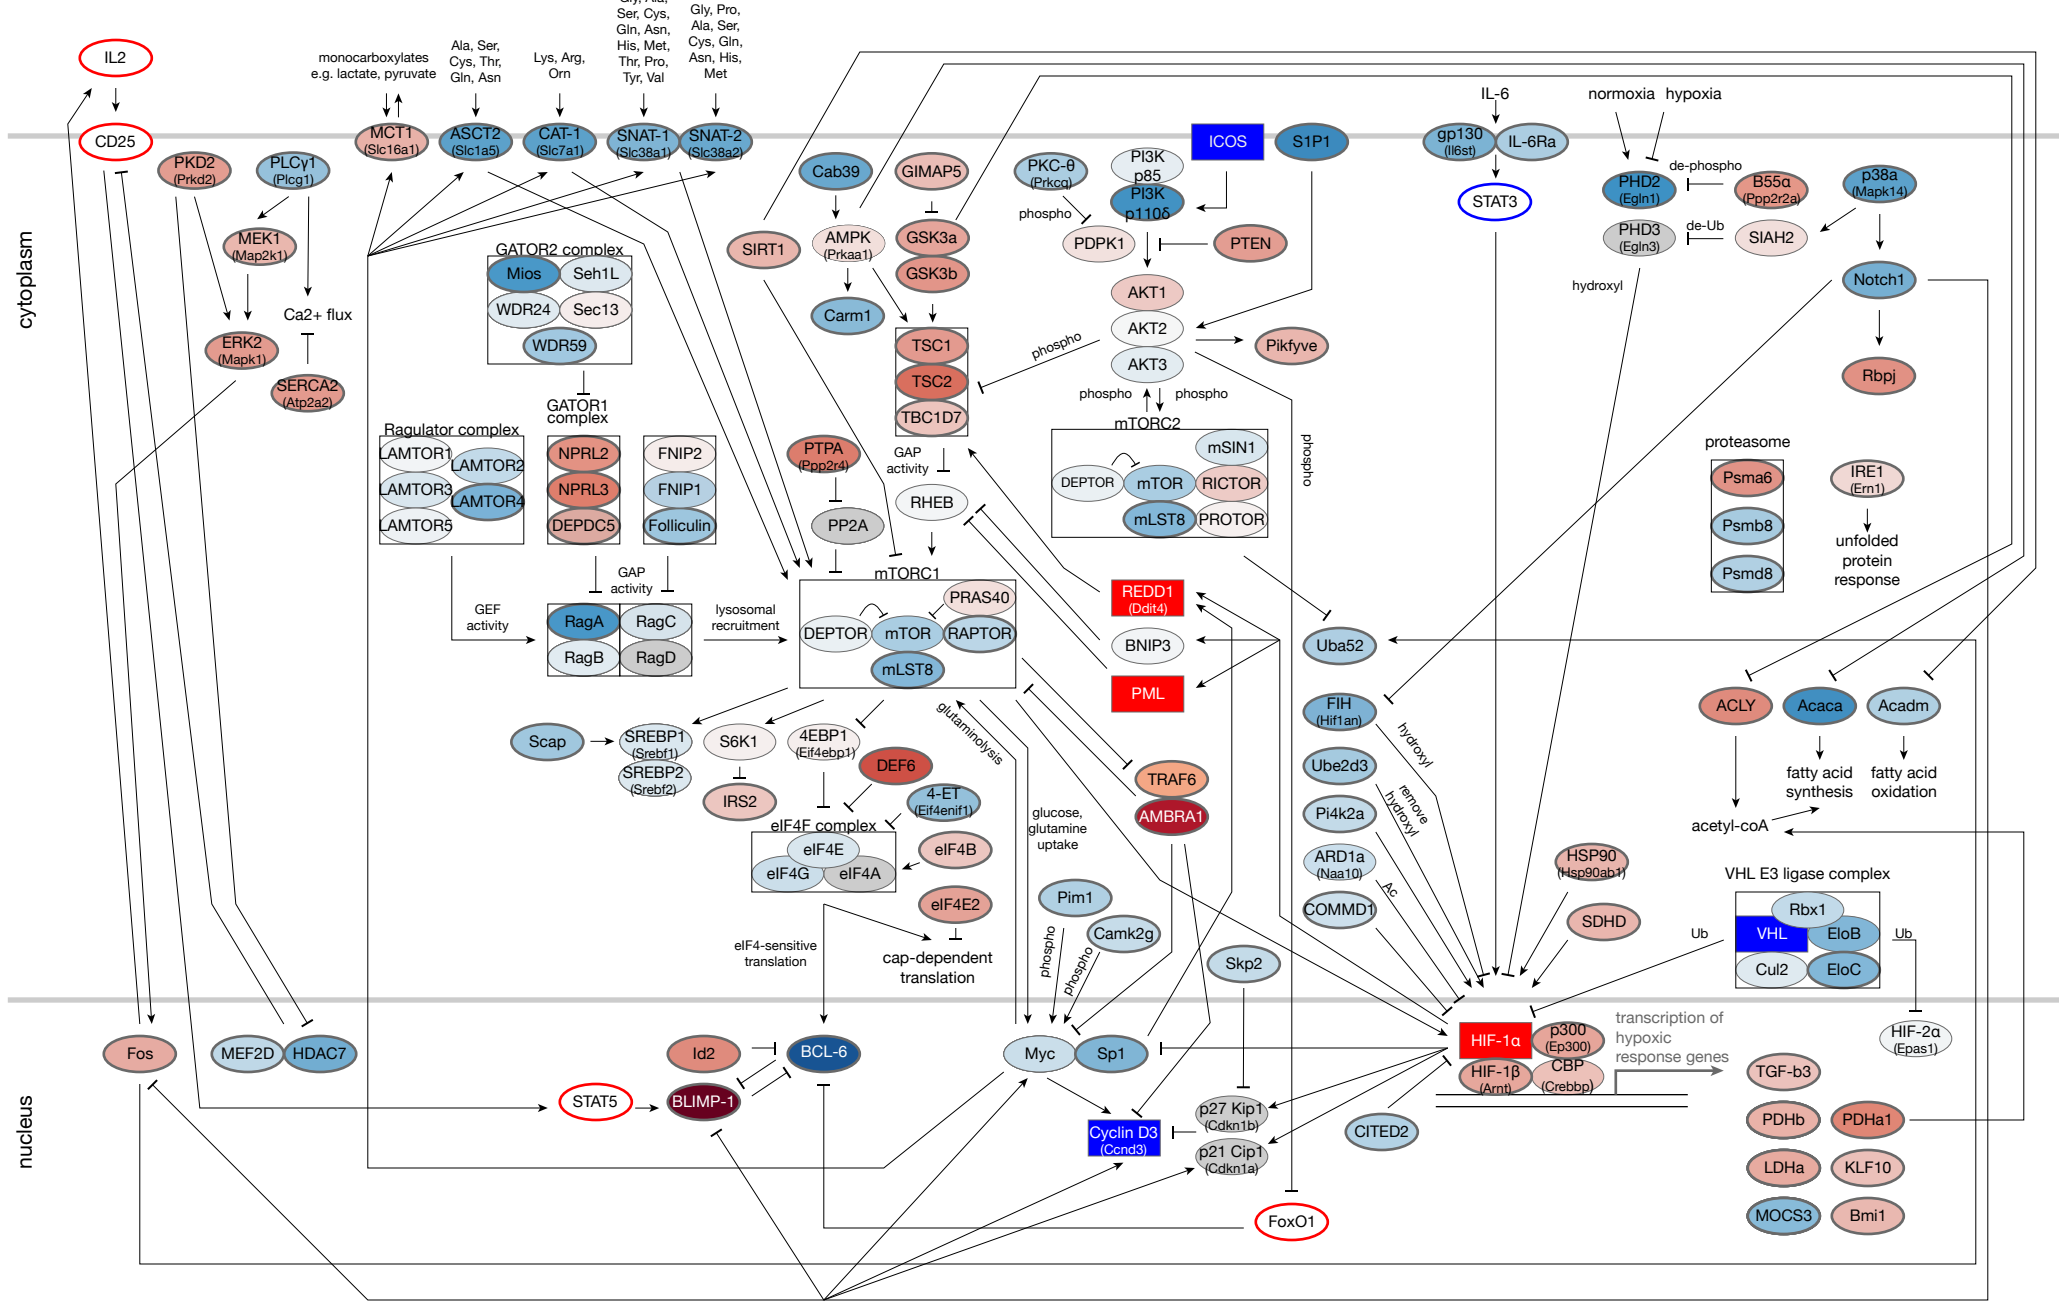 Gly, Ala,
Ser, Cys,
Gln, Asn,
His, Met,
Thr, Pro,
Tyr, Val
Gly, Pro,
Ala, Ser,
Cys, Gln,
Asn, His,
Met
IL2
monocarboxylates
e.g. lactate, pyruvate
Ala, Ser,
Cys, Thr,
Gln, Asn
Lys, Arg,
Orn
IL-6
normoxia
hypoxia
CD25
MCT1
(Slc16a1)
ASCT2
(Slc1a5)
CAT-1
(Slc7a1)
SNAT-1
(Slc38a1)
SNAT-2
(Slc38a2)
ICOS
S1P1
gp130
(Il6st)
IL-6Ra
PKD2
(Prkd2)
PLCγ1
(Plcg1)
Cab39
GIMAP5
PKC-θ
(Prkcq)
PI3K
p85
PI3K
p110δ
STAT3
de-phospho
PHD2
(Egln1)
B55α
(Ppp2r2a)
p38a
(Mapk14)
phospho
MEK1
(Map2k1)
SIRT1
AMPK
(Prkaa1)
GSK3a
GSK3b
PDPK1
PTEN
PHD3
(Egln3)
de-Ub
SIAH2
cytoplasm
GATOR2 complex
Mios
Seh1L
WDR24
Sec13
WDR59
hydroxyl
Notch1
Carm1
AKT1
AKT2
AKT3
Ca2+ flux
ERK2
(Mapk1)
TSC1
TSC2
TBC1D7
phospho
Pikfyve
Rbpj
SERCA2
(Atp2a2)
phospho
phospho
GATOR1
complex
mTORC2
Ragulator complex
LAMTOR1
LAMTOR2
LAMTOR3
LAMTOR4
LAMTOR5
NPRL2
NPRL3
DEPDC5
FNIP2
FNIP1
Folliculin
PTPA
(Ppp2r4)
GAP
activity
mSIN1
DEPTOR
mTOR
RICTOR
mLST8
PROTOR
phospho
proteasome
Psma6
Psmb8
Psmd8
IRE1
(Ern1)
unfolded
protein
response
PP2A
RHEB
GAP
activity
mTORC1
GEF
activity
RagA
RagC
RagB
RagD
lysosomal
recruitment
PRAS40
DEPTOR
mTOR
RAPTOR
mLST8
REDD1
(Ddit4)
BNIP3
PML
Uba52
FIH
(Hif1an)
ACLY
Acaca
Acadm
Scap
SREBP1
(Srebf1)
SREBP2
(Srebf2)
S6K1
4EBP1
(Eif4ebp1)
glutaminolysis
hydroxyl
DEF6
TRAF6
AMBRA1
Ube2d3
fatty acid
synthesis
fatty acid
oxidation
IRS2
4-ET
(Eif4enif1)
glucose,
glutamine
uptake
Pi4k2a
remove
hydroxyl
acetyl-coA
eIF4F complex
eIF4E
eIF4G
eIF4A
eIF4B
ARD1a
(Naa10)
HSP90
(Hsp90ab1)
VHL E3 ligase complex
Ac
eIF4E2
Pim1
COMMD1
SDHD
Rbx1
VHL
EloB
Cul2
EloC
Ub
Ub
eIF4-sensitive
translation
cap-dependent
translation
phospho
Camk2g
phospho
Skp2
Fos
MEF2D
HDAC7
Id2
BCL-6
Myc
Sp1
HIF-1α
p300
(Ep300)
HIF-1β
(Arnt)
CBP
(Crebbp)
transcription of
hypoxic
response genes
HIF-2α
(Epas1)
nucleus
STAT5
BLIMP-1
Cyclin D3
(Ccnd3)
p27 Kip1
(Cdkn1b)
p21 Cip1
(Cdkn1a)
CITED2
TGF-b3
PDHb
PDHa1
LDHa
KLF10
MOCS3
Bmi1
FoxO1